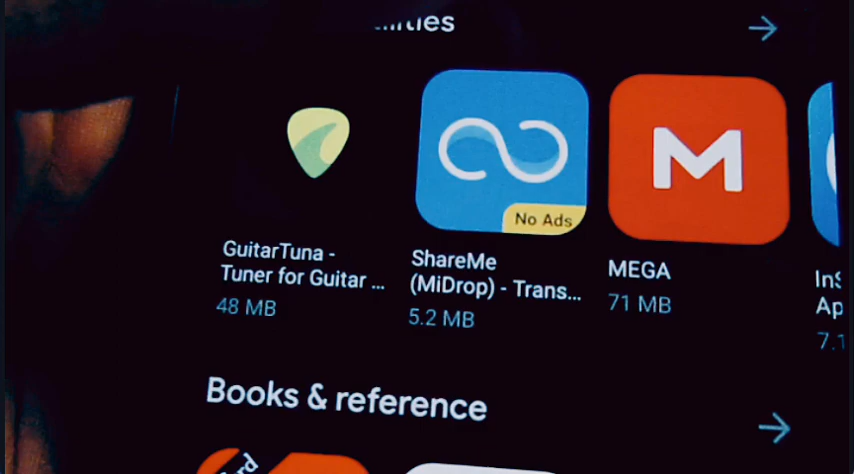 No Ads
GuitarTuna -
Tuner for Guitar ...
48 MB
ShareMe
(MiDrop) - Trans...
5.2 MB
M
MEGA
71 MB
Books & reference